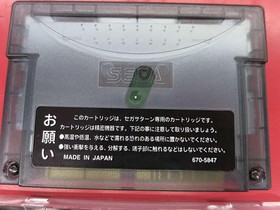 SEGA
お願い
このカートリッジは、セガサターン専用のカートリッジです。
カートリッジは精密機器です。下記の事に注意して取り扱いましょう。
●高温や低温、水などで濡れる恐れのある場所に置かないでください。
●強い衝撃を与える、分解する、端子部に触れるなどはしないでください。
MADE IN JAPAN
670-5847